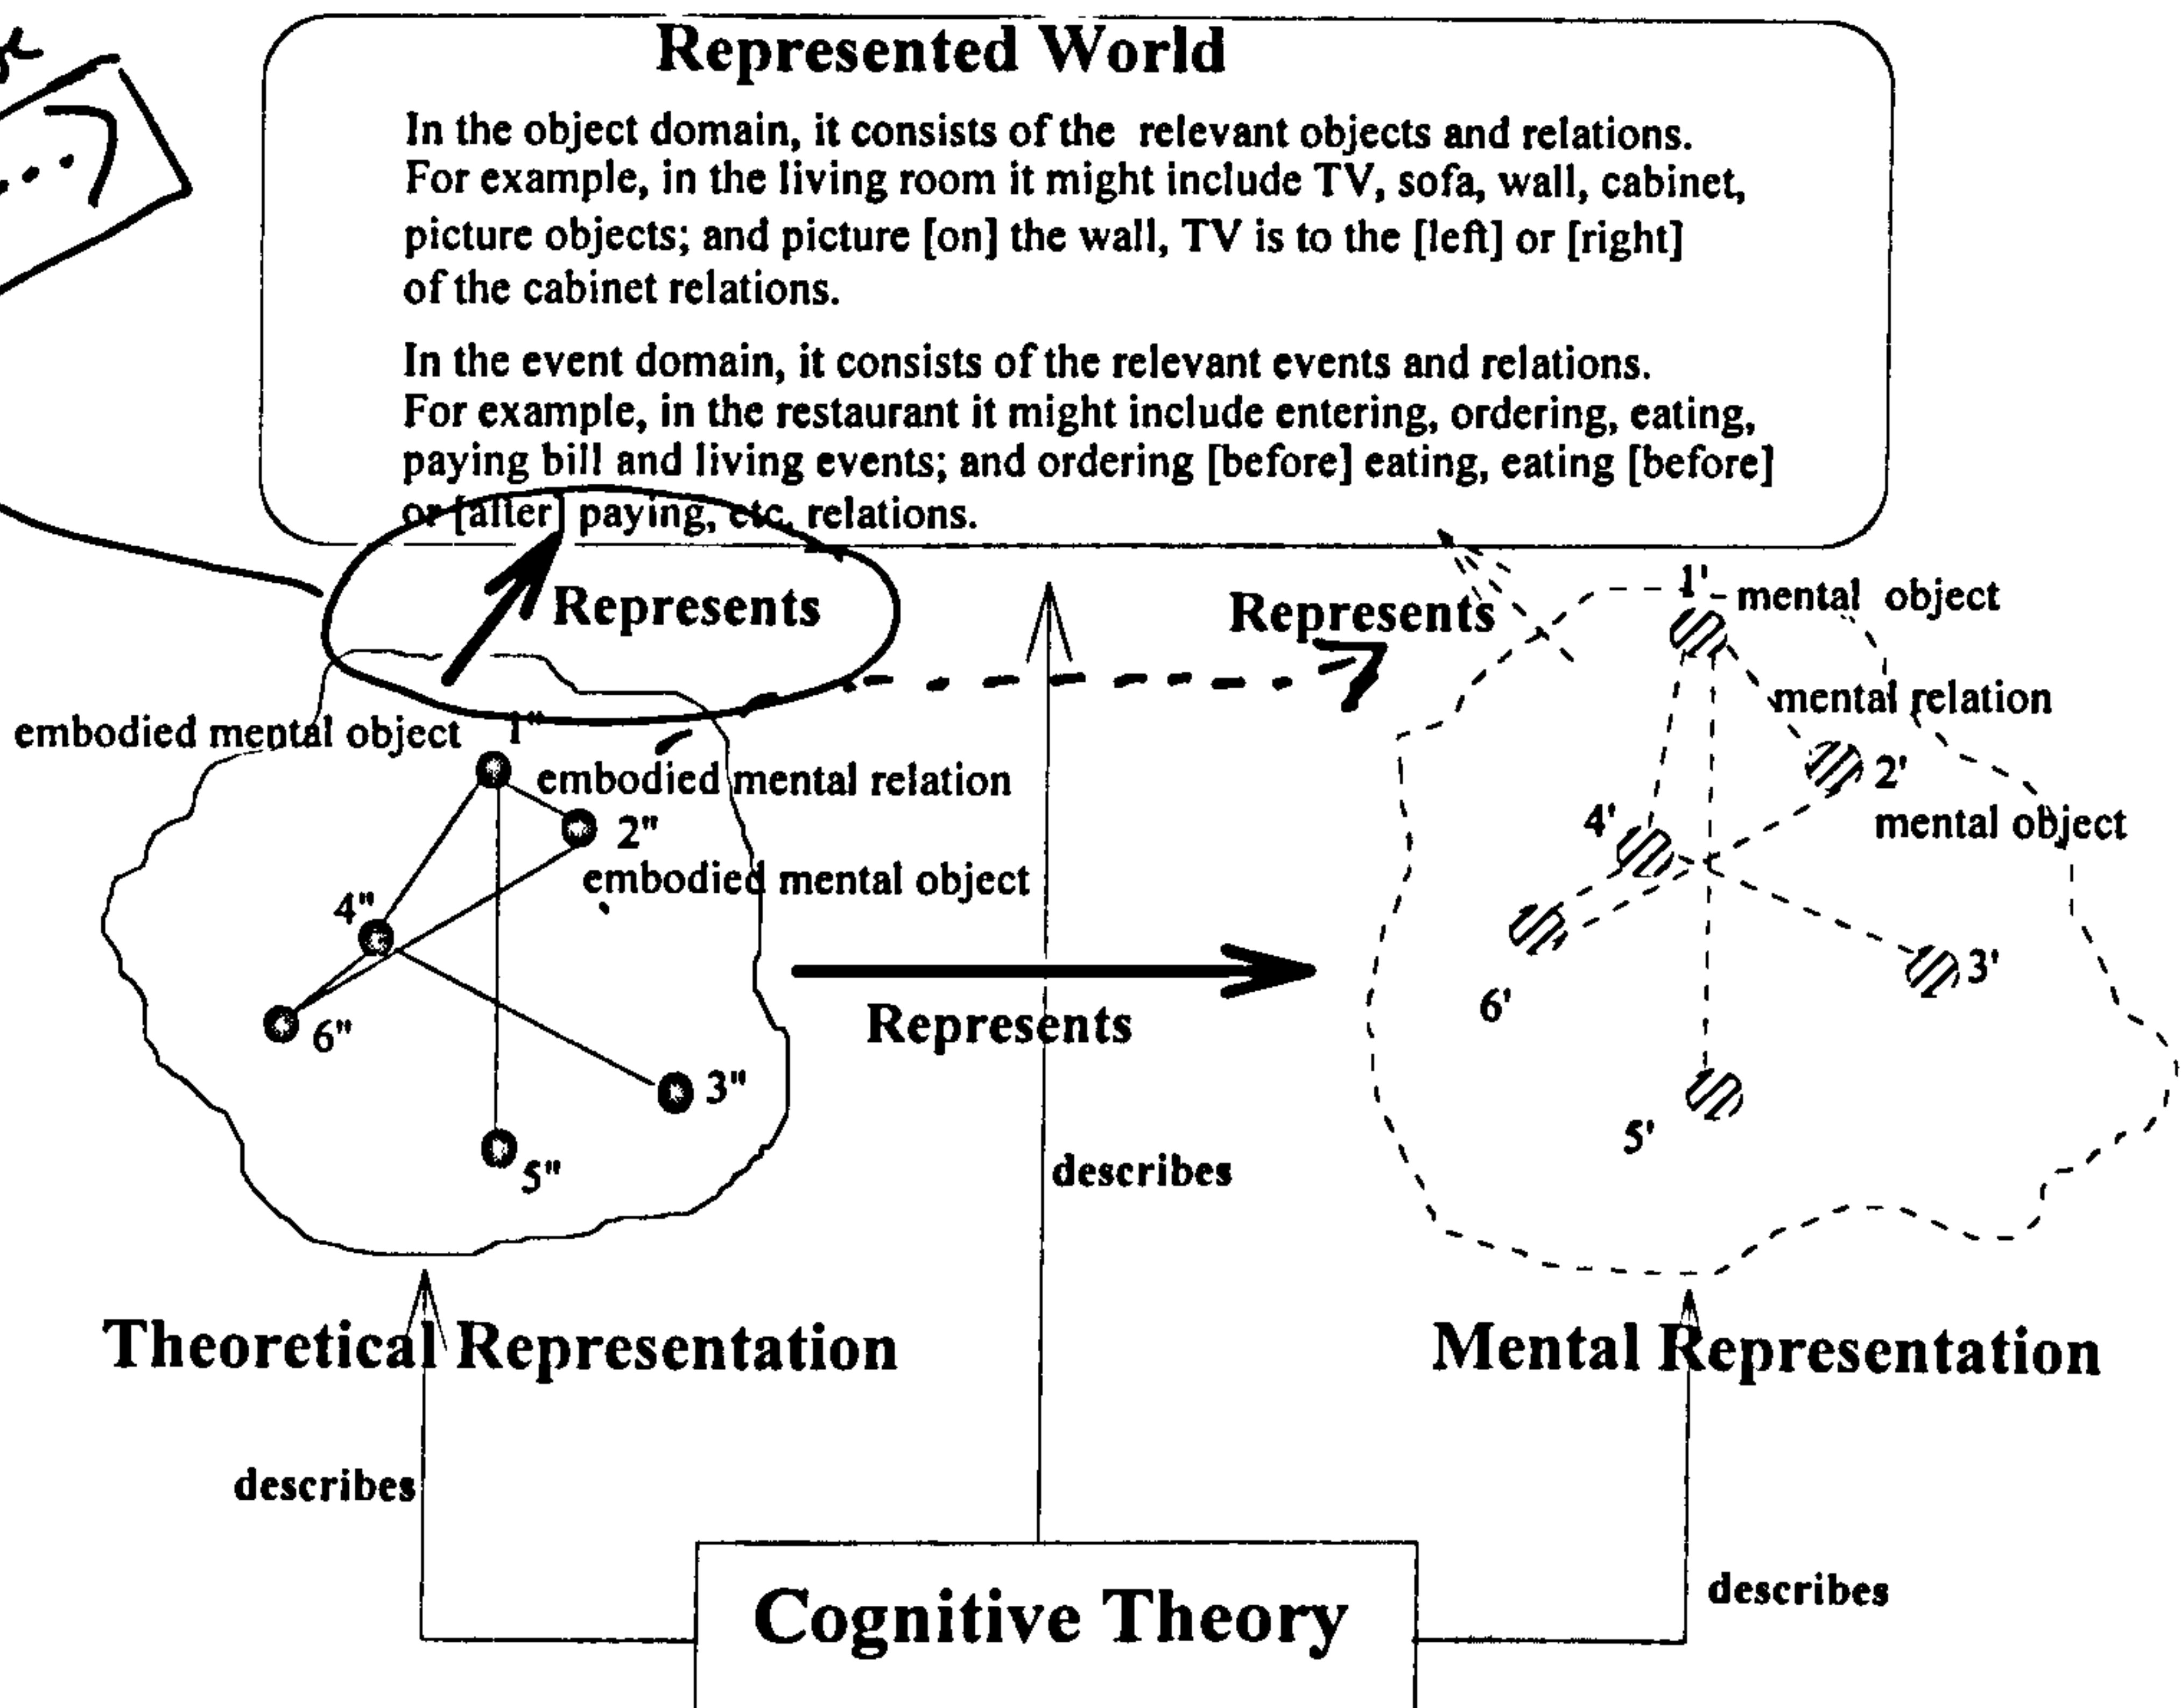 Represented World
In the object domain, it consists of the relevant objects and relations.
For example, in the living room it might include TV, sofa, wall, cabinet,
picture objects; and picture [on] the wall, TV is to the [left] or [right]
of the cabinet relations.
In the event domain, it consists of the relevant events and relations.
For example, in the restaurant it might include entering, ordering, eating,
paying bill and living events; and ordering [before] eating, eating [before]
or [after] paying, etc. relations.
Represents
Represents
1'
mental object
mental relation
2'
mental object
4'
6'
3'
5'
embodied mental object
1"
embodied mental relation
2"
embodied mental object
4"
6"
3"
5"
Represents
describes
Theoretical Representation
Mental Representation
describes
describes
Cognitive Theory